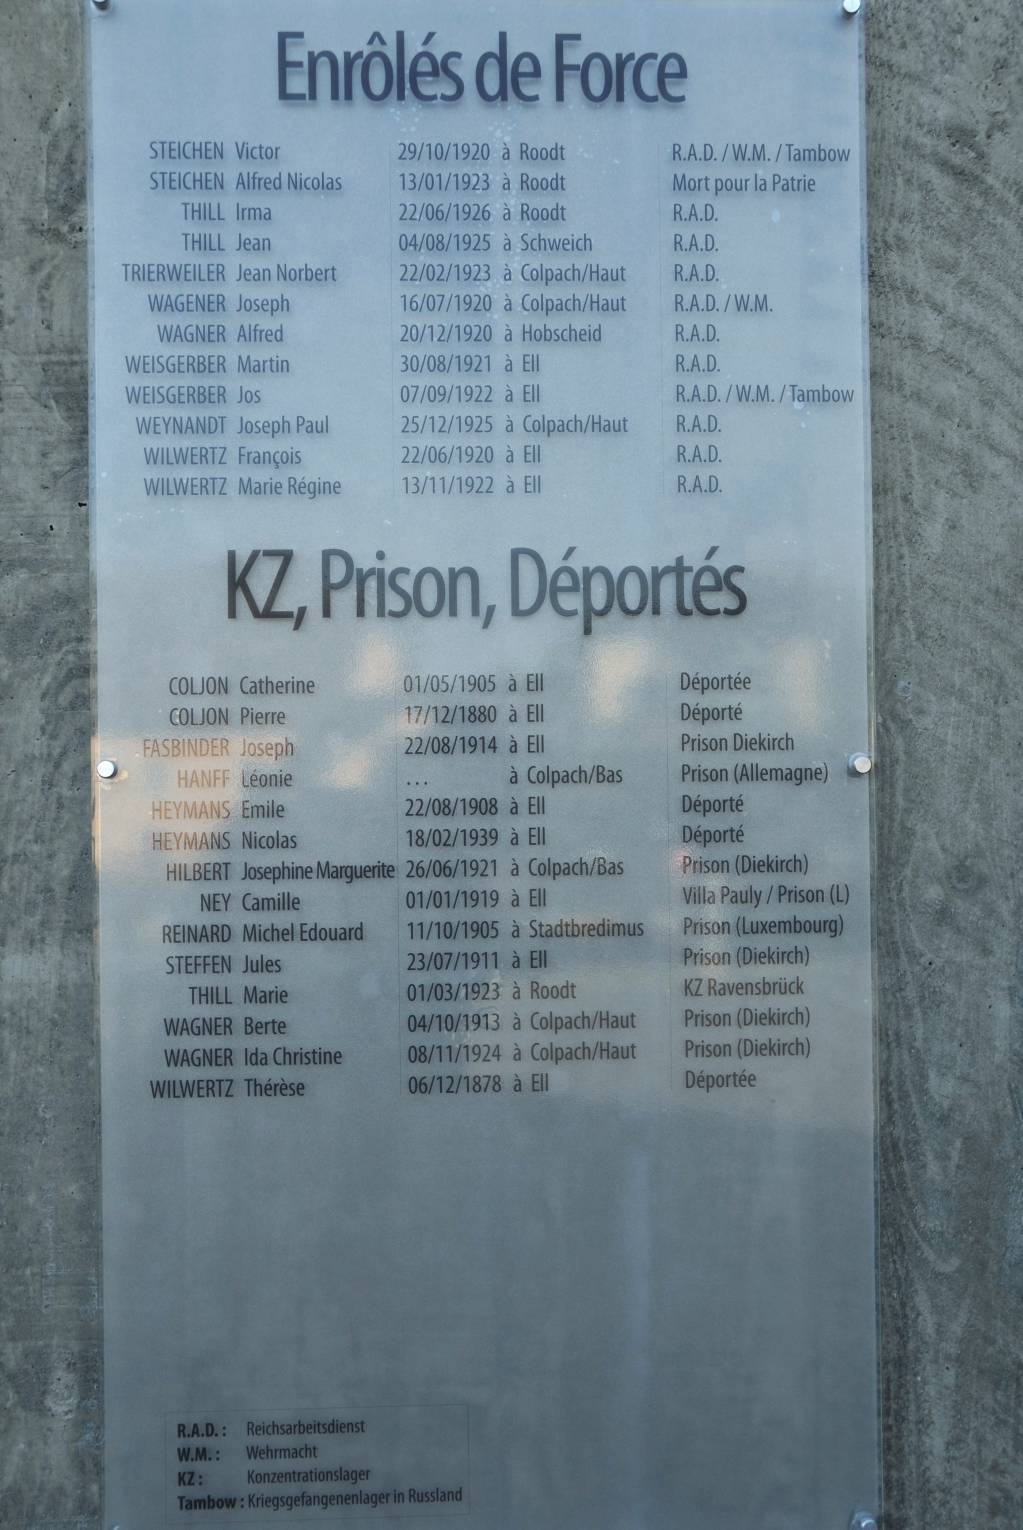 Enrôlés de Force
STEICHEN Victor 29/10/1920 à Roodt R.A.D. / W.M. / Tambow
STEICHEN Alfred Nicolas 13/01/1923 à Roodt Mort pour la Patrie
THILL Irma 22/06/1926 à Roodt R.A.D.
THILL Jean 04/08/1925 à Schweich R.A.D.
TRIERWEILER Jean Norbert 22/02/1923 à Colpach/Haut R.A.D.
WAGENER Joseph 16/07/1920 à Colpach/Haut R.A.D. / W.M.
WAGNER Alfred 20/12/1920 à Hobscheid R.A.D.
WEISGERBER Martin 30/08/1921 à Ell R.A.D.
WEISGERBER Jos 07/09/1922 à Ell R.A.D. / W.M. / Tambow
WEYNANDT Joseph Paul 25/12/1925 à Colpach/Haut R.A.D.
WILWERTZ François 22/06/1920 à Ell R.A.D.
WILWERTZ Marie Régine 13/11/1922 à Ell R.A.D.
KZ, Prison, Déportés
COLJON Catherine 01/05/1905 à Ell Déportée
COLJON Pierre 17/12/1880 à Ell Déporté
FASBINDER Joseph 22/08/1914 à Ell Prison Diekirch
HANFF Léonie ... à Colpach/Bas Prison (Allemagne)
HEYMANS Emile 22/08/1908 à Ell Déporté
HEYMANS Nicolas 18/02/1939 à Ell Déporté
HILBERT Josephine Marguerite 26/06/1921 à Colpach/Bas Prison (Diekirch)
NEY Camille 01/01/1919 à Ell Villa Pauly / Prison (L)
REINARD Michel Edouard 11/10/1905 à Stadtbredimus Prison (Luxembourg)
STEFFEN Jules 23/07/1911 à Ell Prison (Diekirch)
THILL Marie 01/03/1923 à Roodt KZ Ravensbrück
WAGNER Berte 04/10/1913 à Colpach/Haut Prison (Diekirch)
WAGNER Ida Christine 08/11/1924 à Colpach/Haut Prison (Diekirch)
WILWERTZ Thérèse 06/12/1878 à Ell Déportée
R.A.D. : Reichsarbeitsdienst
W.M. : Wehrmacht
KZ : Konzentrationslager
Tambow : Kriegsgefangenenlager in Russland